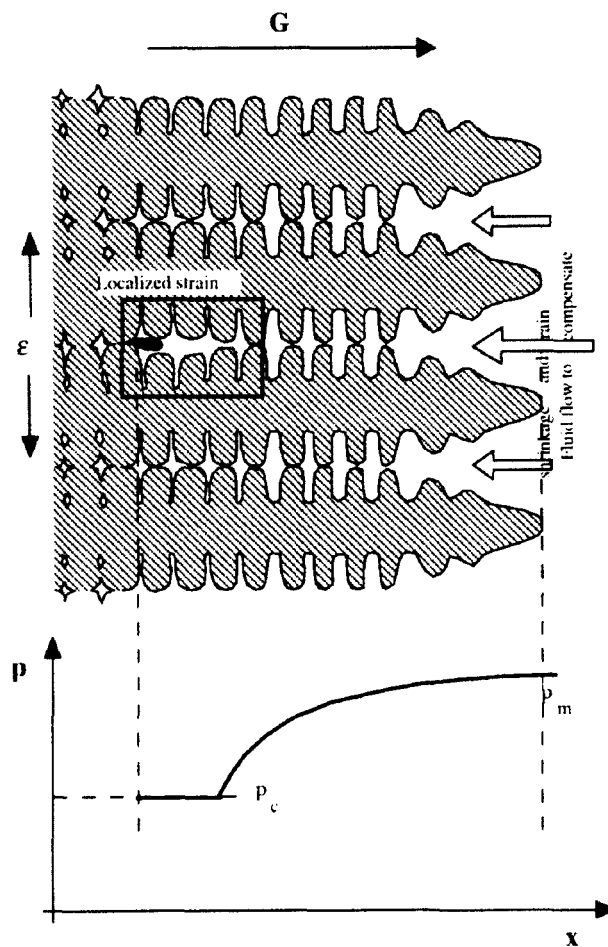 G
Localized strain
ε
shrinkage and strain
Fluid flow to compensate
p
p m
p c
x